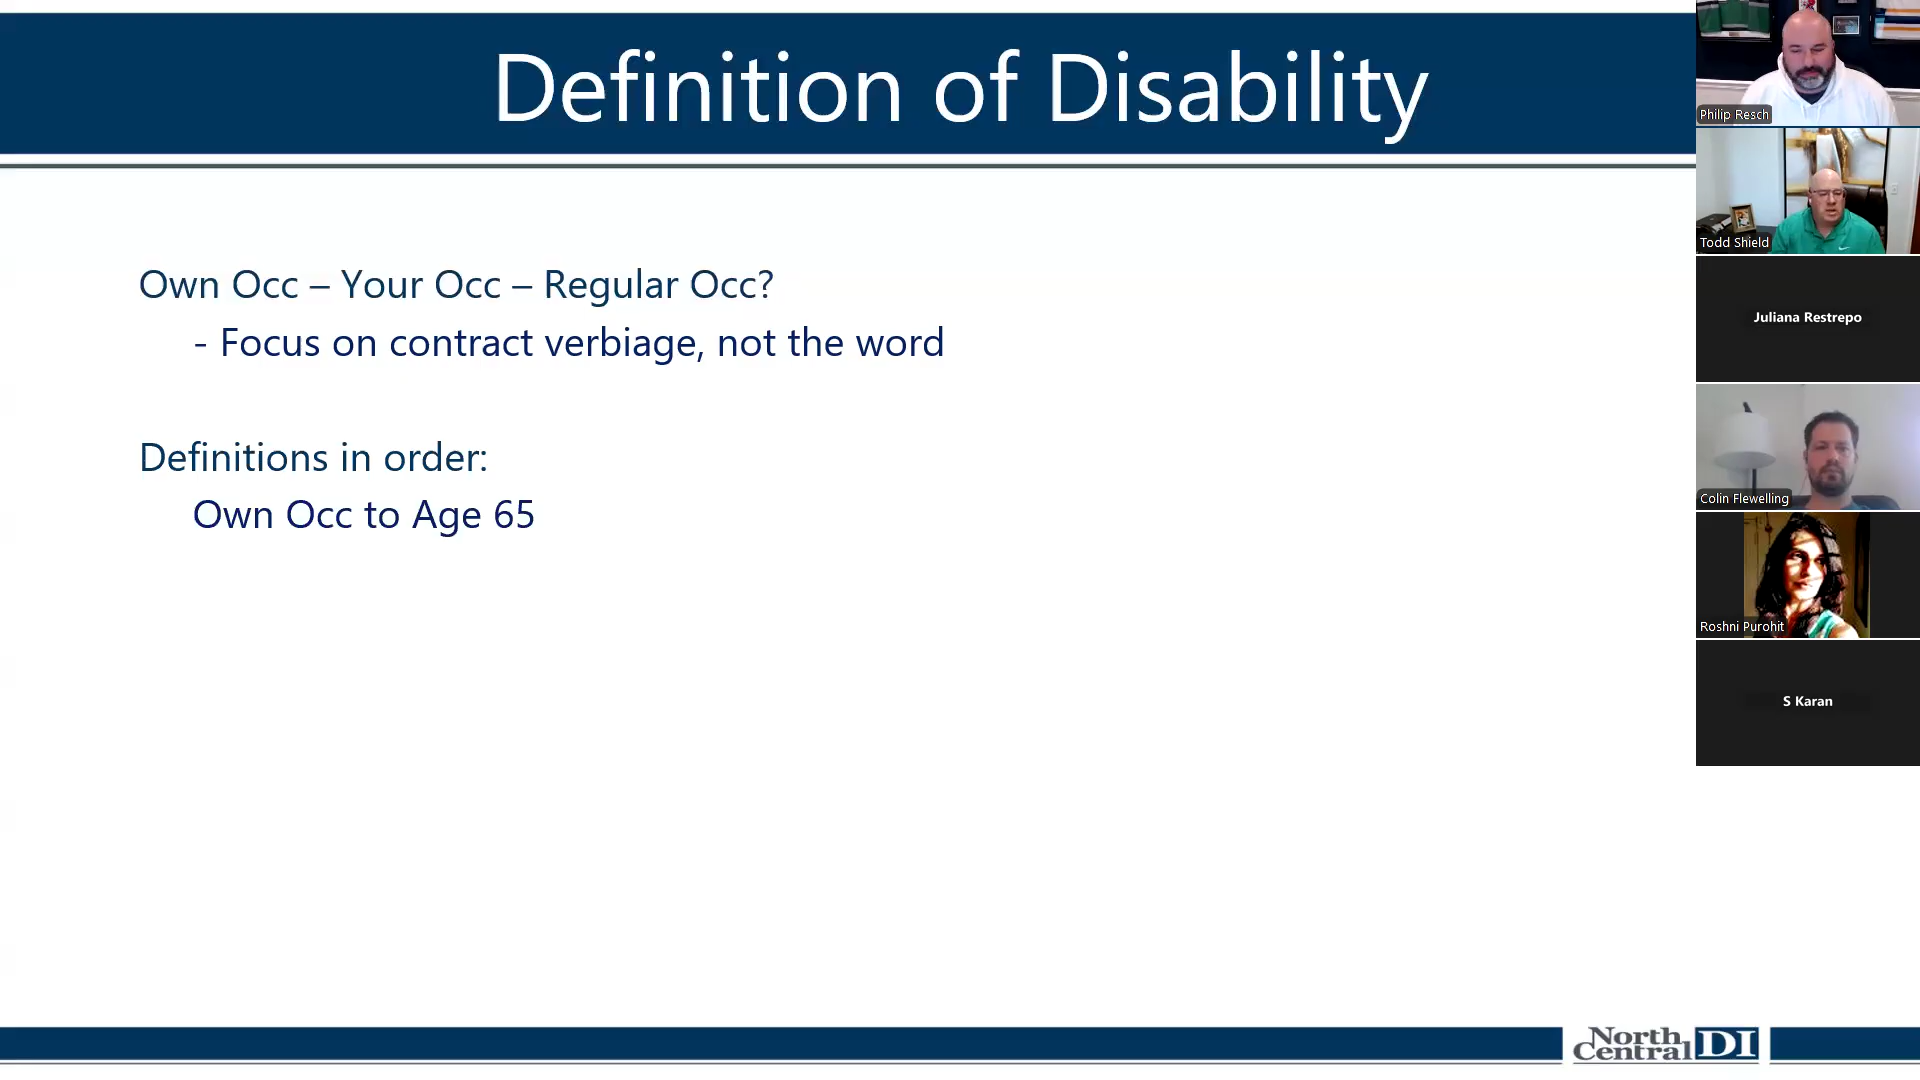 Definition of Disability
Own Occ – Your Occ – Regular Occ?
- Focus on contract verbiage, not the word
Definitions in order:
Own Occ to Age 65
Philip Resch
Todd Shield
Juliana Restrepo
Colin Flewelling
Roshni Purohit
S Karan
North
Central DI